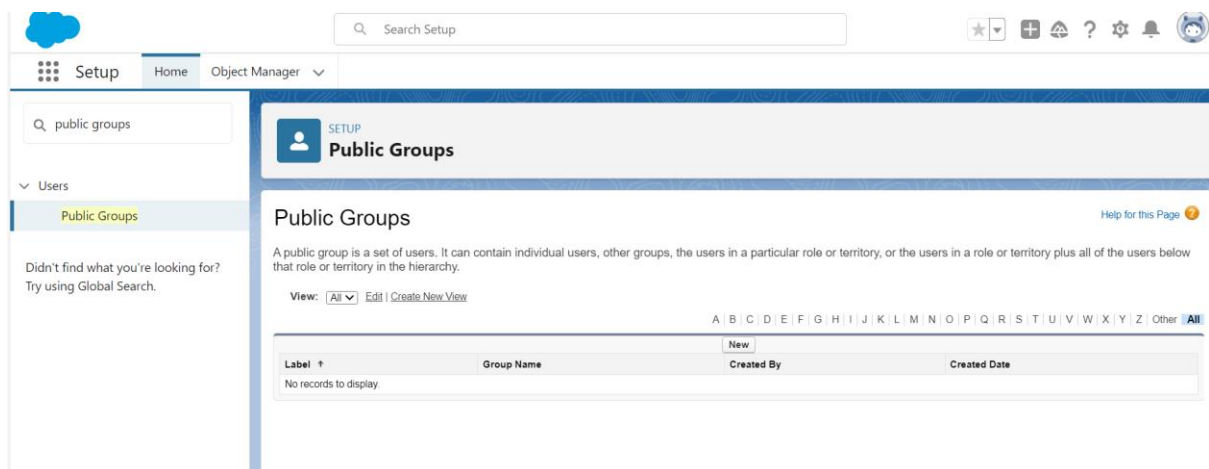 Search Setup
Setup Home Object Manager
public groups
Users
Public Groups
Didn't find what you're looking for?
Try using Global Search.
SETUP
Public Groups
Public Groups
Help for this Page
A public group is a set of users. It can contain individual users, other groups, the users in a particular role or territory, or the users in a role or territory plus all of the users below
that role or territory in the hierarchy.
View: All Edit | Create New View
A | B | C | D | E | F | G | H | I | J | K | L | M | N | O | P | Q | R | S | T | U | V | W | X | Y | Z | Other All
New
Label ↑ Group Name Created By Created Date
No records to display.